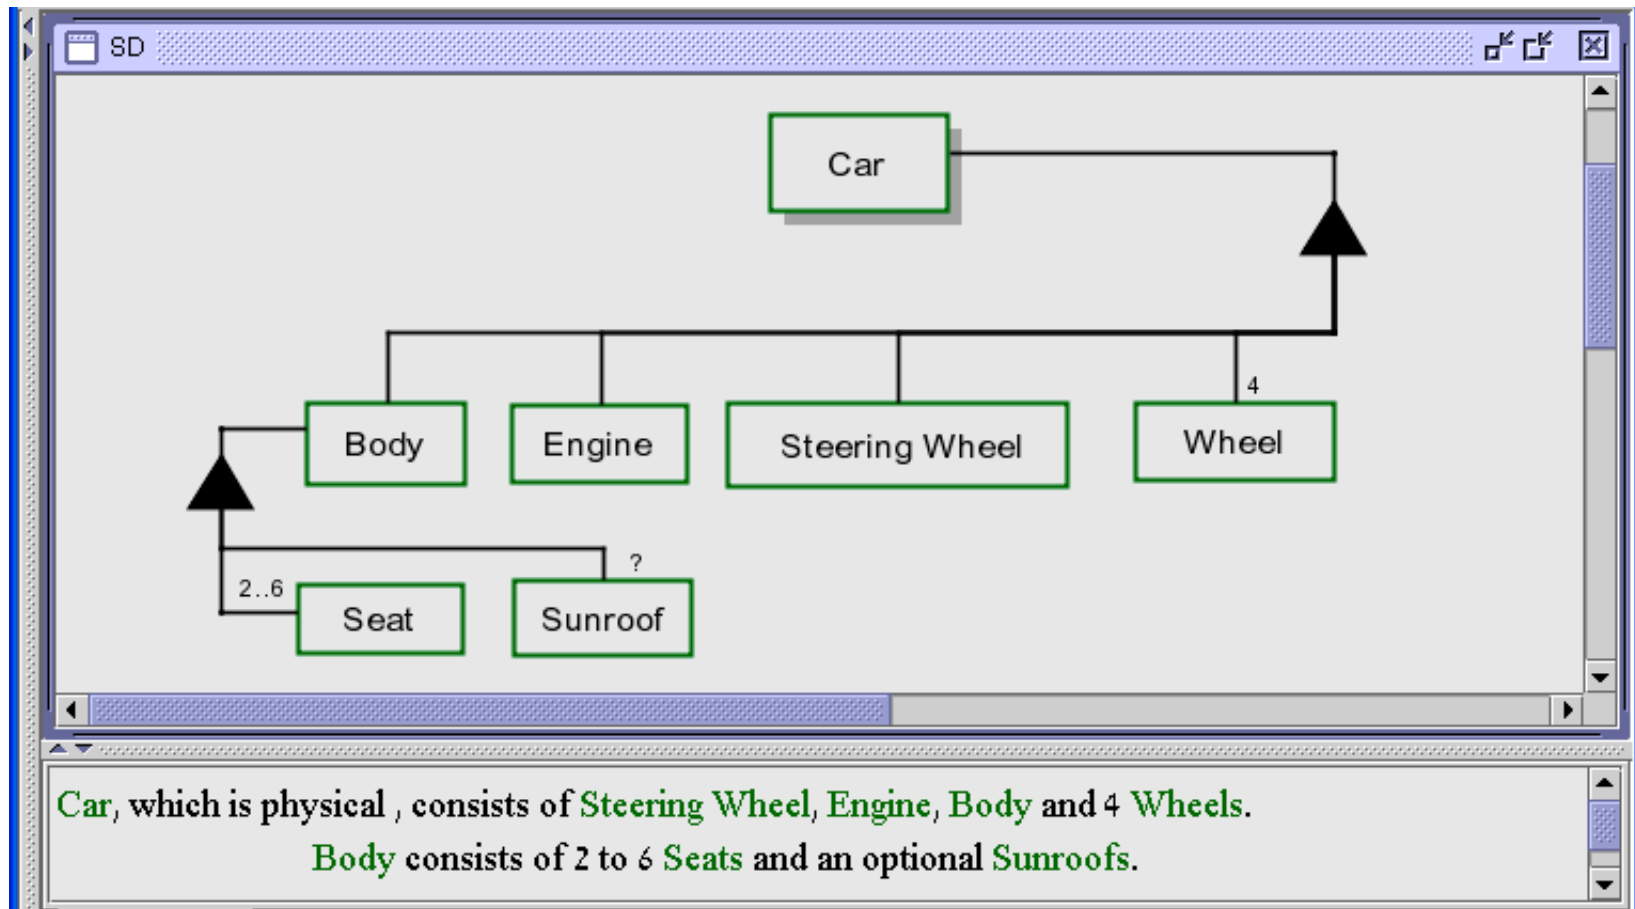 SD
Car
4
Body
Engine
Steering Wheel
Wheel
?
2..6
Seat
Sunroof
Car, which is physical , consists of Steering Wheel, Engine, Body and 4 Wheels.
Body consists of 2 to 6 Seats and an optional Sunroofs.